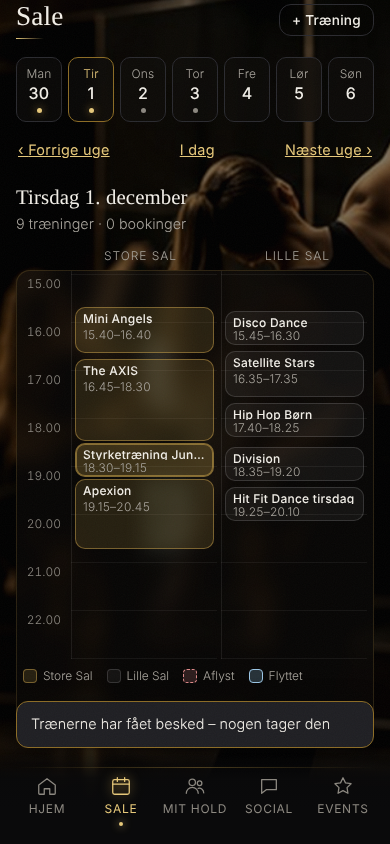 Sale
+ Træning
Man Tir Ons Tor Fre Lør Søn
30 1 2 3 4 5 6
‹ Forrige uge I dag Næste uge ›
Tirsdag 1. december
9 træninger · 0 bookinger
STORE SAL LILLE SAL
15.00
Mini Angels
15.40–16.40
Disco Dance
15.45–16.30
16.00
Satellite Stars
16.35–17.35
The AXIS
16.45–18.30
17.00
Hip Hop Børn
17.40–18.25
18.00
Styrketræning Jun...
18.30–19.15
Division
18.35–19.20
19.00
Apexion
19.15–20.45
Hit Fit Dance tirsdag
19.25–20.10
20.00
21.00
22.00
Store Sal Lille Sal Aflyst Flyttet
Trænerne har fået besked – nogen tager den
HJEM SALE MIT HOLD SOCIAL EVENTS